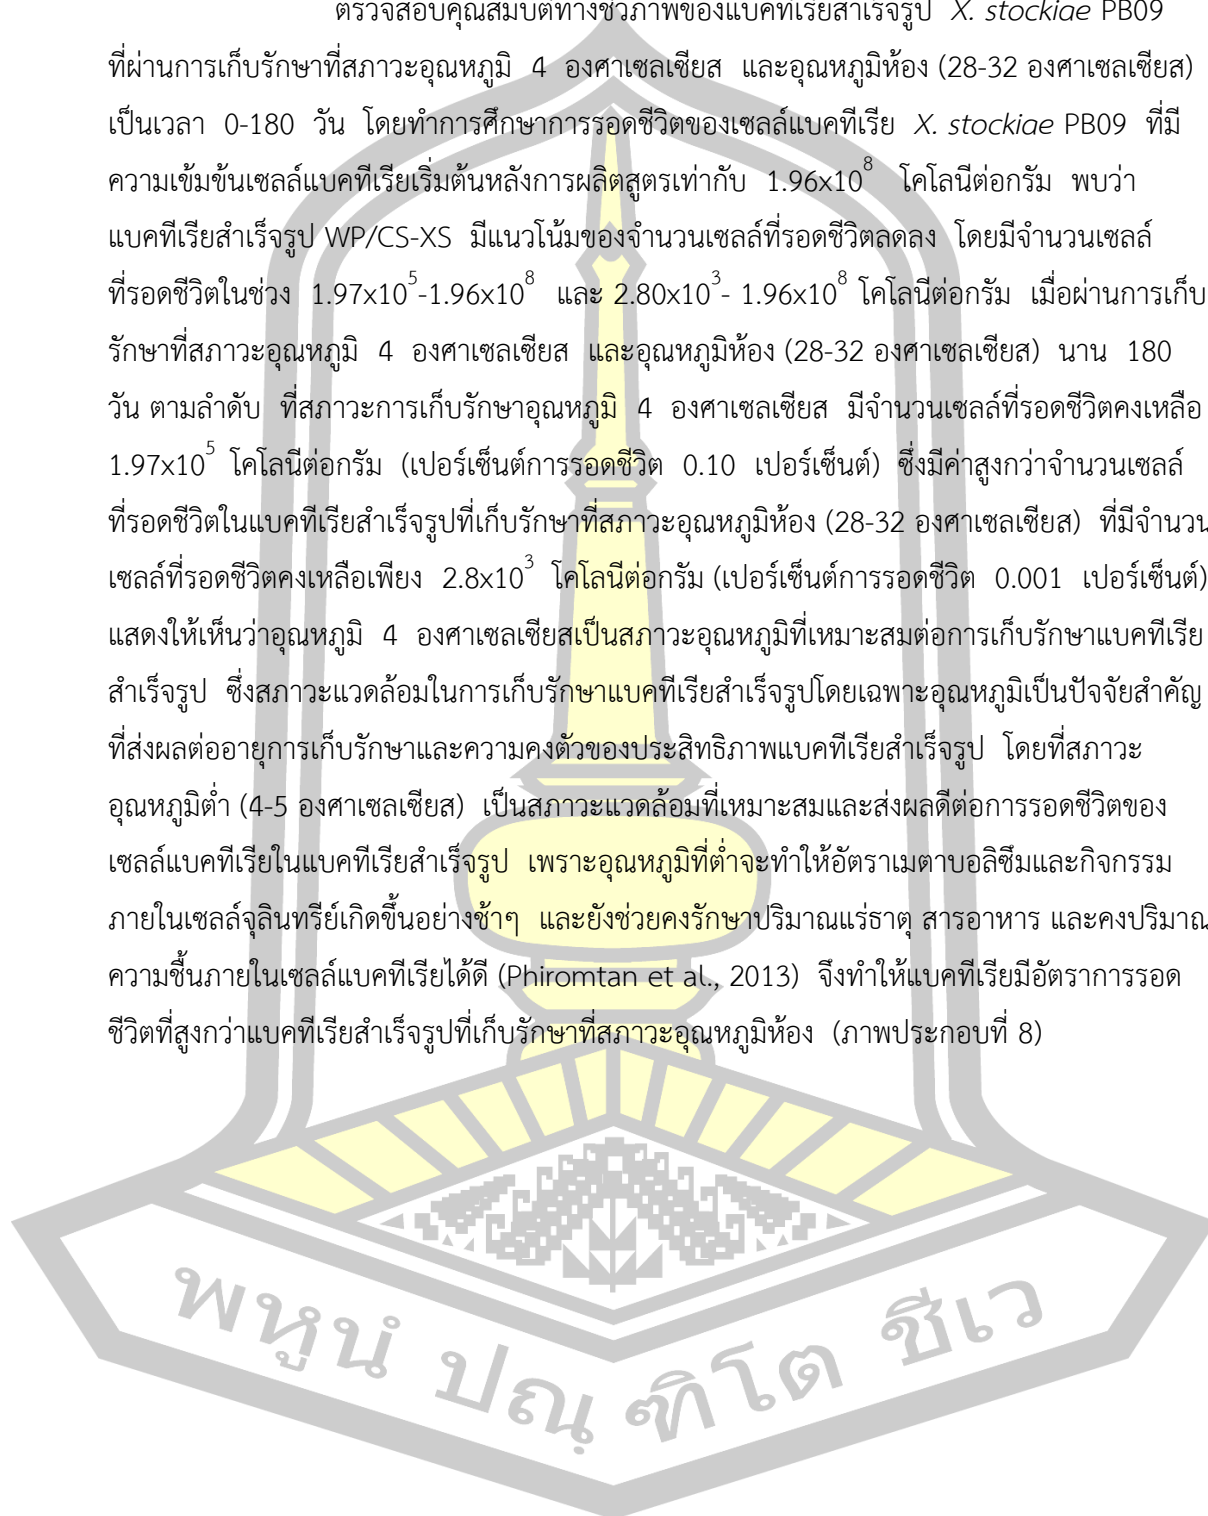 ตรวจสอบคุณสมบัติทางชีวภาพของแบคทีเรียสำเร็จรูป X. stockiae PB09
ที่ผ่านการเก็บรักษาที่สภาวะอุณหภูมิ 4 องศาเซลเซียส และอุณหภูมิห้อง (28-32 องศาเซลเซียส)
เป็นเวลา 0-180 วัน โดยทำการศึกษาการรอดชีวิตของเซลล์แบคทีเรีย X. stockiae PB09 ที่มี
ความเข้มข้นเซลล์แบคทีเรียเริ่มต้นหลังการผลิตสูตรเท่ากับ 1.96x10⁸ โคโลนีต่อกรัม พบว่า
แบคทีเรียสำเร็จรูป WP/CS-XS มีแนวโน้มของจำนวนเซลล์ที่รอดชีวิตลดลง โดยมีจำนวนเซลล์
ที่รอดชีวิตในช่วง 1.97x10⁵-1.96x10⁸ และ 2.80x10³- 1.96x10⁸ โคโลนีต่อกรัม เมื่อผ่านการเก็บ
รักษาที่สภาวะอุณหภูมิ 4 องศาเซลเซียส และอุณหภูมิห้อง (28-32 องศาเซลเซียส) นาน 180
วัน ตามลำดับ ที่สภาวะการเก็บรักษาอุณหภูมิ 4 องศาเซลเซียส มีจำนวนเซลล์ที่รอดชีวิตคงเหลือ
1.97x10⁵ โคโลนีต่อกรัม (เปอร์เซ็นต์การรอดชีวิต 0.10 เปอร์เซ็นต์) ซึ่งมีค่าสูงกว่าจำนวนเซลล์
ที่รอดชีวิตในแบคทีเรียสำเร็จรูปที่เก็บรักษาที่สภาวะอุณหภูมิห้อง (28-32 องศาเซลเซียส) ที่มีจำนวน
เซลล์ที่รอดชีวิตคงเหลือเพียง 2.8x10³ โคโลนีต่อกรัม (เปอร์เซ็นต์การรอดชีวิต 0.001 เปอร์เซ็นต์)
แสดงให้เห็นว่าอุณหภูมิ 4 องศาเซลเซียสเป็นสภาวะอุณหภูมิที่เหมาะสมต่อการเก็บรักษาแบคทีเรีย
สำเร็จรูป ซึ่งสภาวะแวดล้อมในการเก็บรักษาแบคทีเรียสำเร็จรูปโดยเฉพาะอุณหภูมิเป็นปัจจัยสำคัญ
ที่ส่งผลต่ออายุการเก็บรักษาและความคงตัวของประสิทธิภาพแบคทีเรียสำเร็จรูป โดยที่สภาวะ
อุณหภูมิต่ำ (4-5 องศาเซลเซียส) เป็นสภาวะแวดล้อมที่เหมาะสมและส่งผลดีต่อการรอดชีวิตของ
เซลล์แบคทีเรียในแบคทีเรียสำเร็จรูป เพราะอุณหภูมิที่ต่ำจะทำให้อัตราเมตาบอลิซึมและกิจกรรม
ภายในเซลล์จุลินทรีย์เกิดขึ้นอย่างช้าๆ และยังช่วยคงรักษาปริมาณแร่ธาตุ สารอาหาร และคงปริมาณ
ความชื้นภายในเซลล์แบคทีเรียได้ดี (Phiromtan et al., 2013) จึงทำให้แบคทีเรียมีอัตราการรอด
ชีวิตที่สูงกว่าแบคทีเรียสำเร็จรูปที่เก็บรักษาที่สภาวะอุณหภูมิห้อง (ภาพประกอบที่ 8)
พหูนํ ปณฺ ฑิโต ชีเว